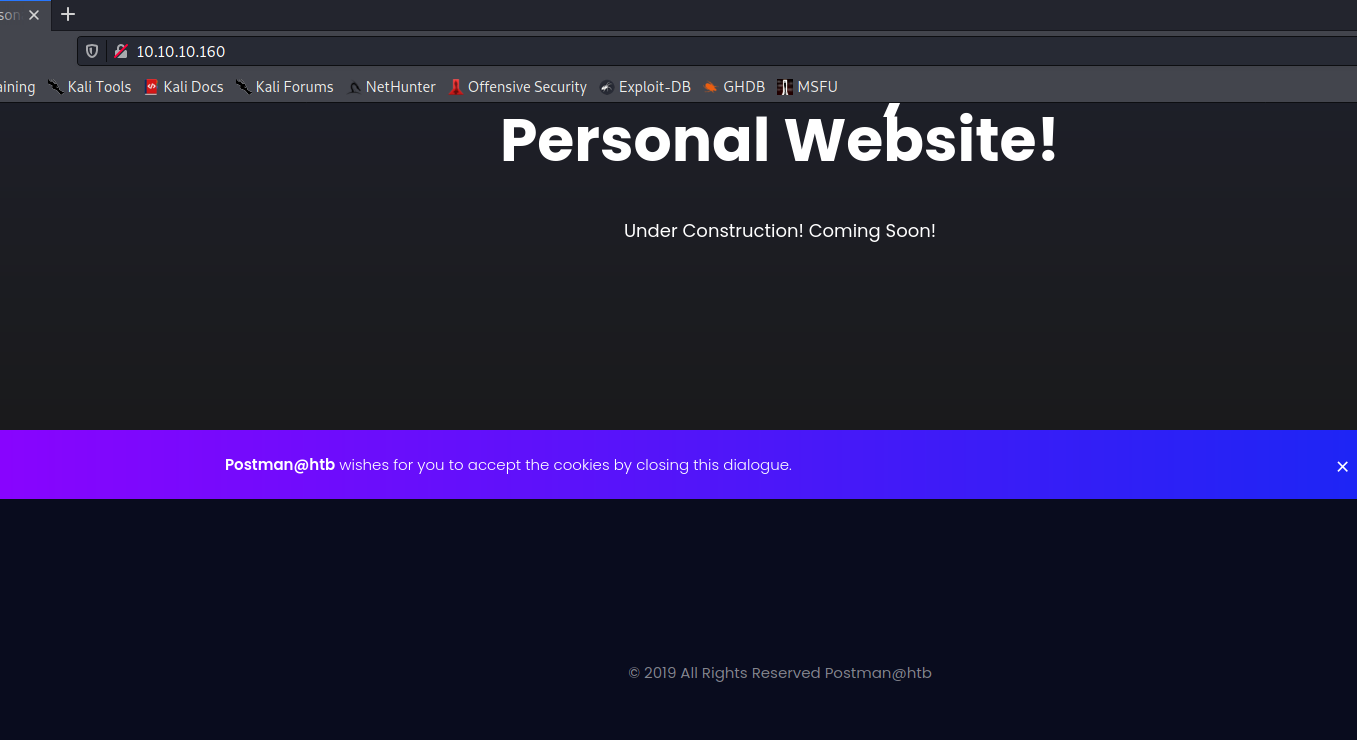 son
10.10.10.160
aining Kali Tools Kali Docs Kali Forums NetHunter Offensive Security Exploit-DB GHDB MSFU
Personal Website!
Under Construction! Coming Soon!
Postman@htb wishes for you to accept the cookies by closing this dialogue.
© 2019 All Rights Reserved Postman@htb